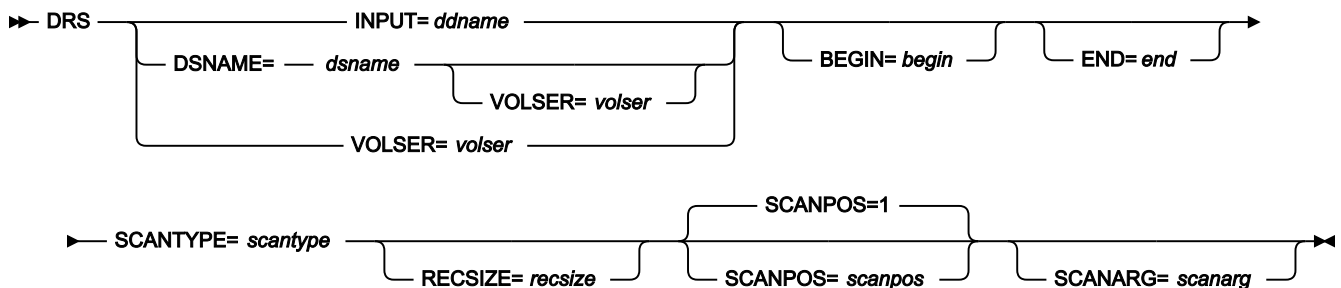 DRS INPUT= ddname
DSNAME= dsname BEGIN= begin END= end
VOLSER= volser
VOLSER= volser
SCANPOS=1
SCANTYPE= scantype
RECSIZE= recsize SCANPOS= scanpos SCANARG= scanarg